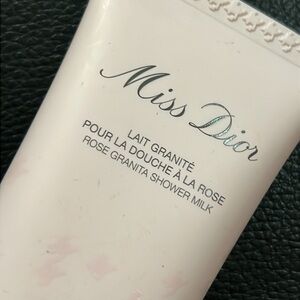 Miss Dior
LAIT GRANITÉ
POUR LA DOUCHE À LA ROSE
ROSE GRANITA SHOWER MILK